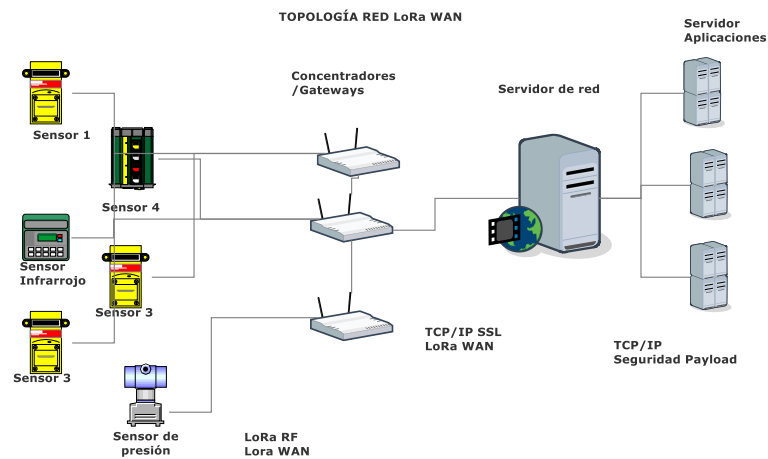 TOPOLOGÍA RED LoRa WAN
Servidor
Aplicaciones
Concentradores
/Gateways
Servidor de red
Sensor 1
Sensor 4
Sensor
Infrarrojo
Sensor 3
Sensor 3
TCP/IP SSL
LoRa WAN
TCP/IP
Seguridad Payload
Sensor de
presión
LoRa RF
Lora WAN